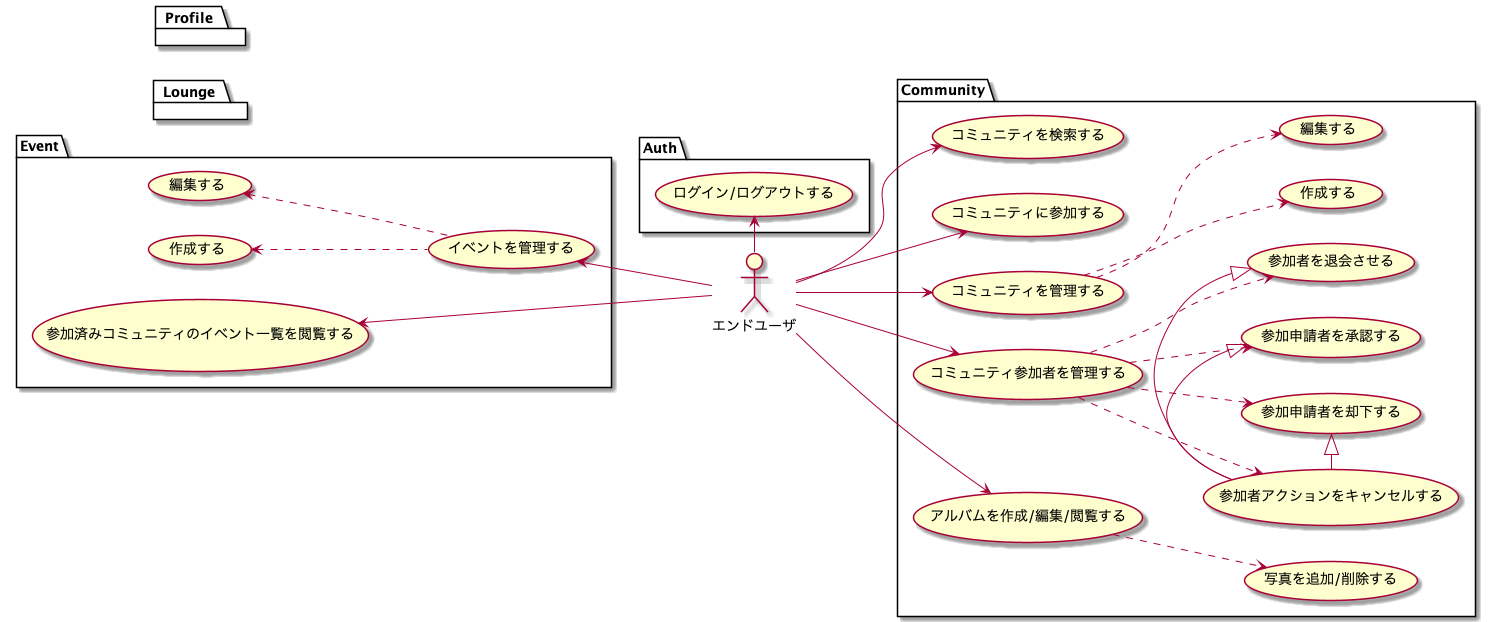 Profile
Lounge
Event
編集する
作成する
イベントを管理する
参加済みコミュニティのイベント一覧を閲覧する
Auth
ログイン/ログアウトする
エンドユーザ
Community
コミュニティを検索する
コミュニティに参加する
コミュニティを管理する
コミュニティ参加者を管理する
アルバムを作成/編集/閲覧する
編集する
作成する
参加者を退会させる
参加申請者を承認する
参加申請者を却下する
参加者アクションをキャンセルする
写真を追加/削除する